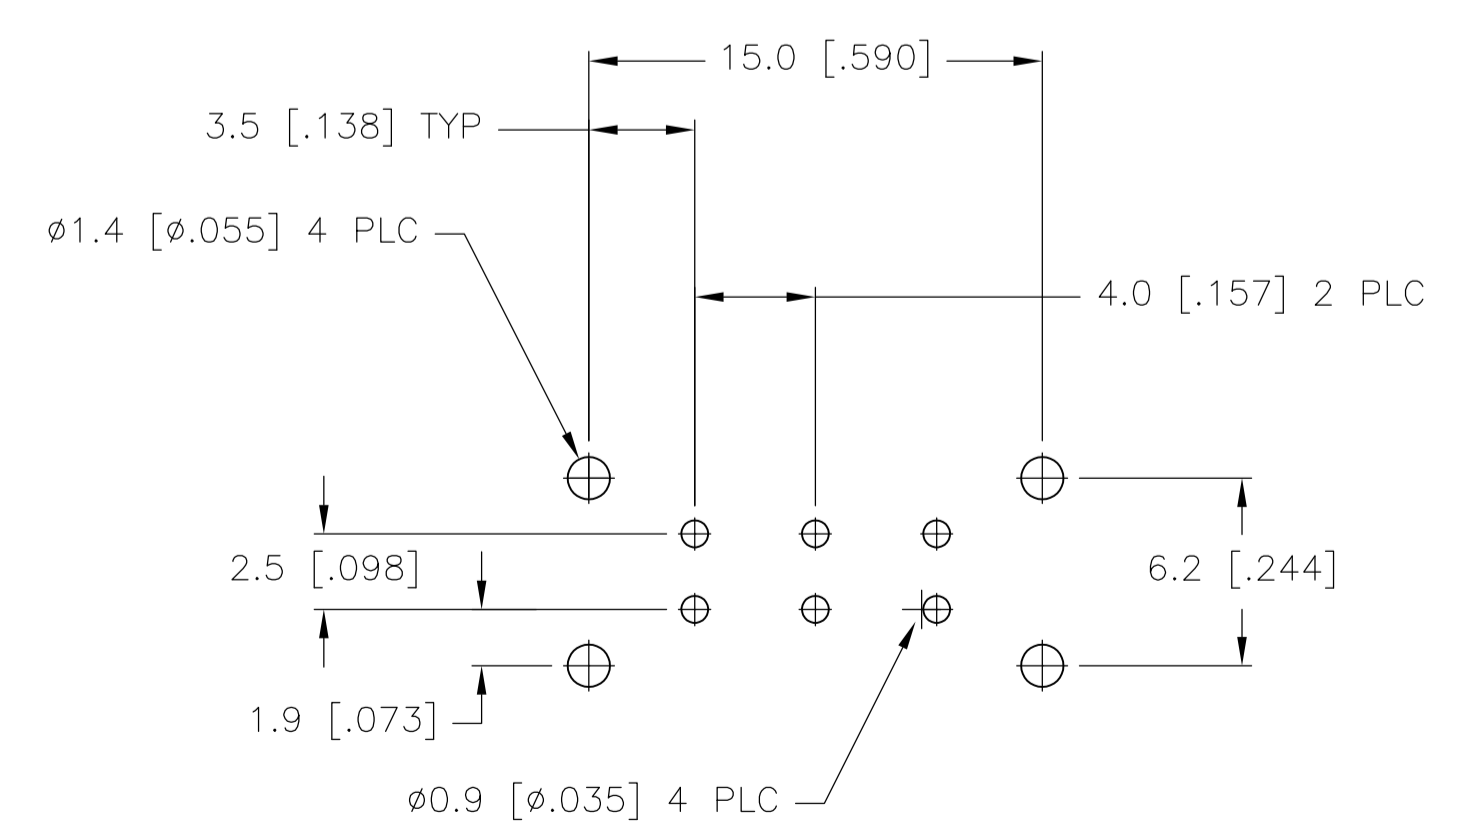 15.0 [.590]
3.5 [.138] TYP
ø1.4 [ø.055] 4 PLC
4.0 [.157] 2 PLC
2.5 [.098]
6.2 [.244]
1.9 [.073]
ø0.9 [ø.035] 4 PLC